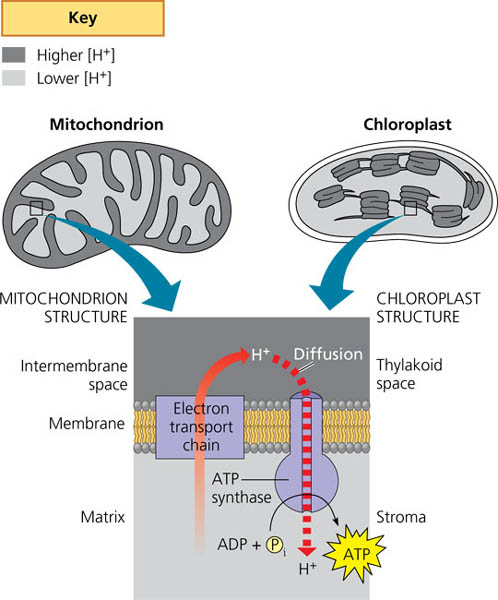 Key
Higher [H⁺]
Lower [H⁺]
Mitochondrion
Chloroplast
MITOCHONDRION
STRUCTURE
CHLOROPLAST
STRUCTURE
Intermembrane
space
H⁺
Diffusion
Thylakoid
space
Membrane
Electron
transport
chain
ATP
synthase
Matrix
Stroma
ADP + Pᵢ
H⁺
ATP